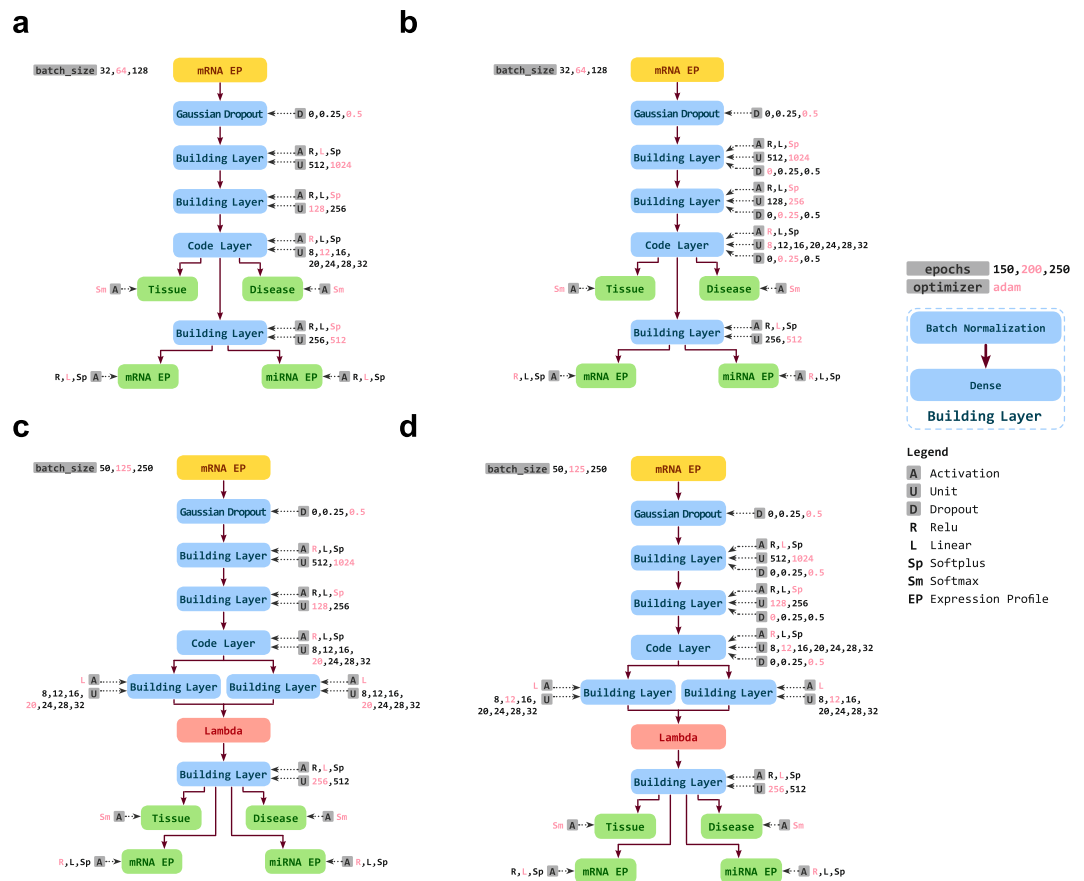 a
batch_size 32,64,128
mRNA EP
Gaussian Dropout
D 0,0.25,0.5
Building Layer
A R,L,Sp
U 512,1024
Building Layer
A R,L,Sp
U 128,256
Code Layer
A R,L,Sp
U 8,12,16,
20,24,28,32
Sm A Tissue
Disease A Sm
Building Layer
A R,L,Sp
U 256,512
R,L,Sp A mRNA EP
miRNA EP A R,L,Sp
b
batch_size 32,64,128
mRNA EP
Gaussian Dropout
D 0,0.25,0.5
Building Layer
A R,L,Sp
U 512,1024
D 0,0.25,0.5
Building Layer
A R,L,Sp
U 128,256
D 0,0.25,0.5
Code Layer
A R,L,Sp
U 8,12,16,20,24,28,32
D 0,0.25,0.5
Sm A Tissue
Disease A Sm
Building Layer
A R,L,Sp
U 256,512
R,L,Sp A mRNA EP
miRNA EP A R,L,Sp
epochs 150,200,250
optimizer adam
Batch Normalization
Dense
Building Layer
c
batch_size 50,125,250
mRNA EP
Gaussian Dropout
D 0,0.25,0.5
Building Layer
A R,L,Sp
U 512,1024
Building Layer
A R,L,Sp
U 128,256
Code Layer
A R,L,Sp
U 8,12,16,
20,24,28,32
L A
8,12,16, U
20,24,28,32
Building Layer
Building Layer
A L
U 8,12,16,
20,24,28,32
Lambda
Building Layer
A R,L,Sp
U 256,512
Sm A Tissue
Disease A Sm
R,L,Sp A mRNA EP
miRNA EP A R,L,Sp
d
batch_size 50,125,250
mRNA EP
Gaussian Dropout
D 0,0.25,0.5
Building Layer
A R,L,Sp
U 512,1024
D 0,0.25,0.5
Building Layer
A R,L,Sp
U 128,256
D 0,0.25,0.5
Code Layer
A R,L,Sp
U 8,12,16,20,24,28,32
D 0,0.25,0.5
L A
8,12,16, U
20,24,28,32
Building Layer
Building Layer
A L
U 8,12,16,
20,24,28,32
Lambda
Building Layer
A R,L,Sp
U 256,512
Sm A Tissue
Disease A Sm
R,L,Sp A mRNA EP
miRNA EP A R,L,Sp
Legend
A Activation
U Unit
D Dropout
R Relu
L Linear
Sp Softplus
Sm Softmax
EP Expression Profile